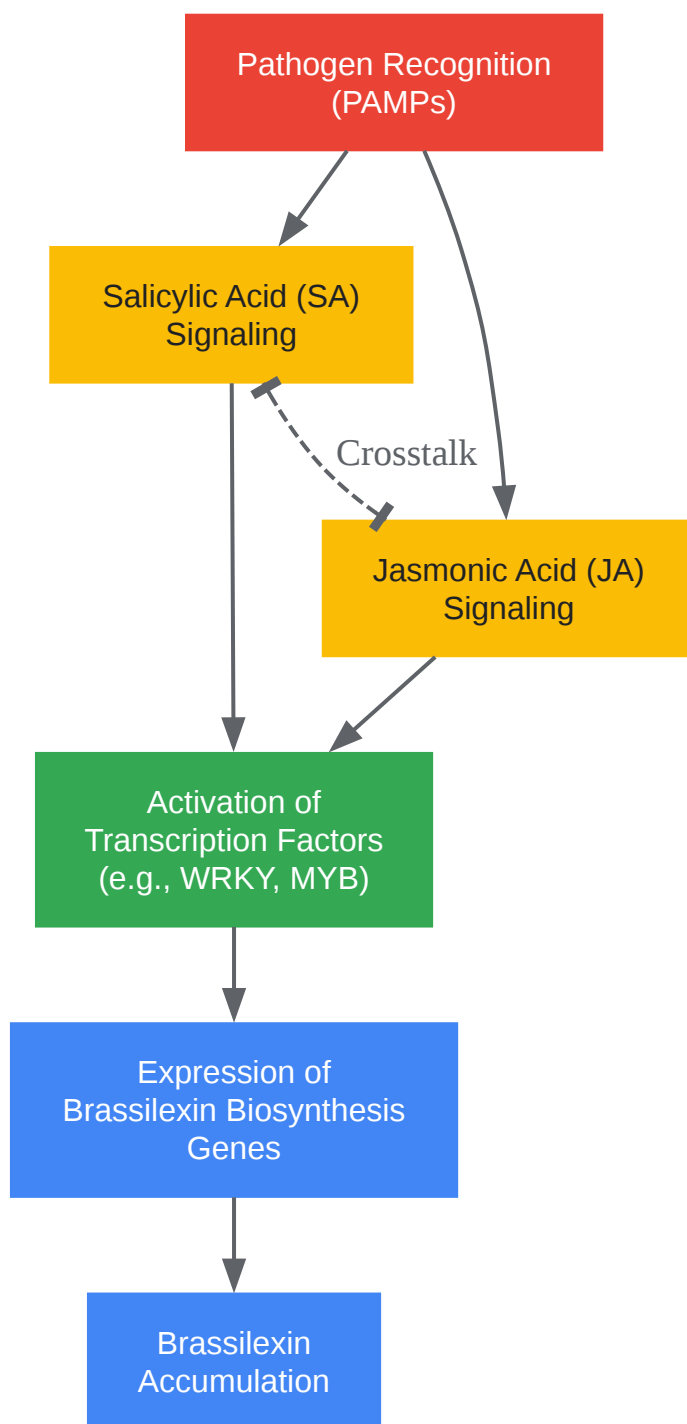 Pathogen Recognition
(PAMPs)
Salicylic Acid (SA)
Signaling
Crosstalk
Jasmonic Acid (JA)
Signaling
Activation of
Transcription Factors
(e.g., WRKY, MYB)
Expression of
Brassilexin Biosynthesis
Genes
Brassilexin
Accumulation